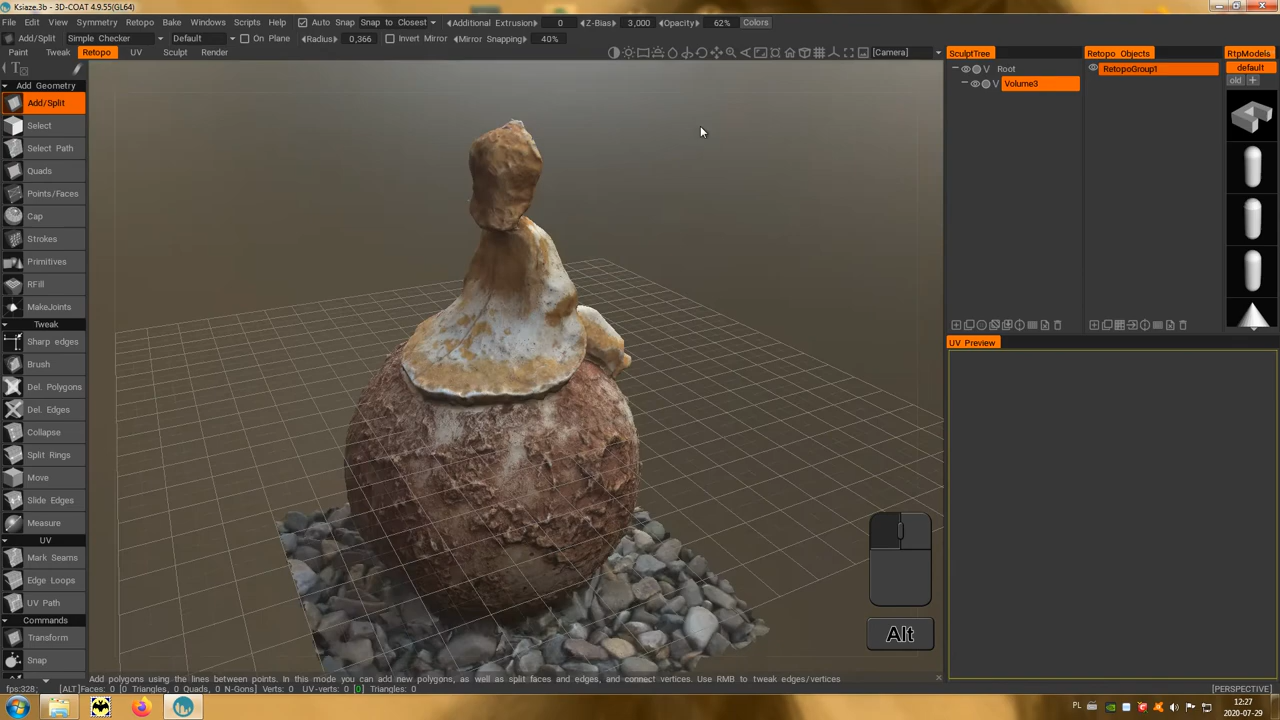 Ksiaze.3b - 3D-COAT 4.9.55(GL64)
File Edit View Symmetry Retopo Bake Windows Scripts Help Auto Snap Snap to Closest Additional Extrusion 0 Z-Bias 3,000 Opacity 62% Colors
Add/Split Simple Checker Default On Plane Radius 0,366 Invert Mirror Mirror Snapping 40%
Paint Tweak Retopo UV Sculpt Render [Camera]
SculptTree Retopo Objects RtpModels
Root RetopoGroup1 default
Volume3 old
Add Geometry
Add/Split
Select
Select Path
Quads
Points/Faces
Cap
Strokes
Primitives
RFill
MakeJoints
Tweak
Sharp edges
Brush
Del. Polygons
Del. Edges
Collapse
Split Rings
Move
Slide Edges
Measure
UV
Mark Seams
Edge Loops
UV Path
Commands
Transform
Snap
UV Preview
Alt
Add polygons using the lines between points. In this mode you can add new polygons, as well as split faces and edges, and connect vertices. Use RMB to tweak edges/vertices
fps:328; [ALT]Faces: 0 [0 Triangles, 0 Quads, 0 N-Gons] Verts: 0 UV-verts: 0 [0] Triangles: 0 [PERSPECTIVE]
PL 12:27
2020-07-29